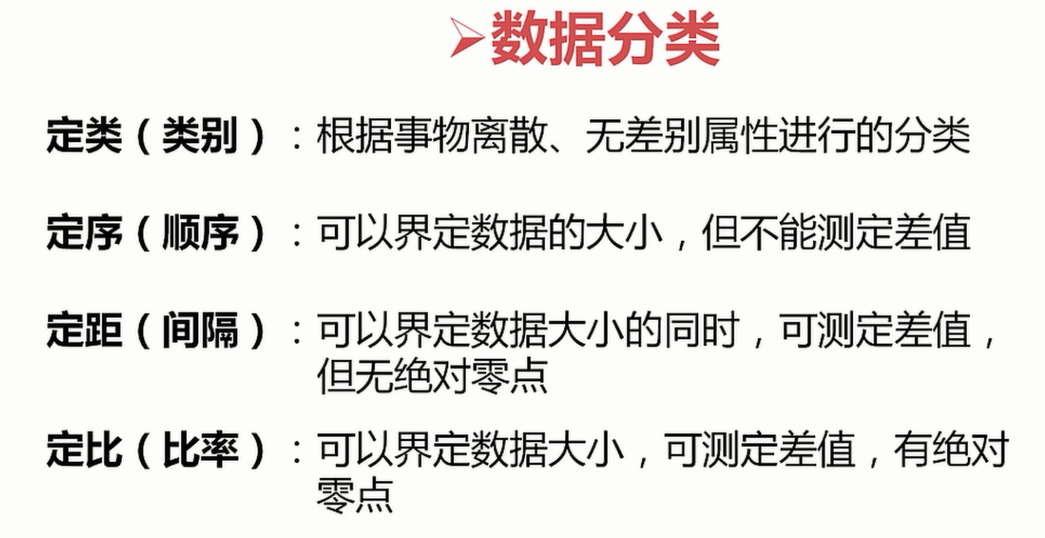 数据分类
定类（类别）：根据事物离散、无差别属性进行的分类
定序（顺序）：可以界定数据的大小，但不能测定差值
定距（间隔）：可以界定数据大小的同时，可测定差值，
但无绝对零点
定比（比率）：可以界定数据大小，可测定差值，有绝对
零点